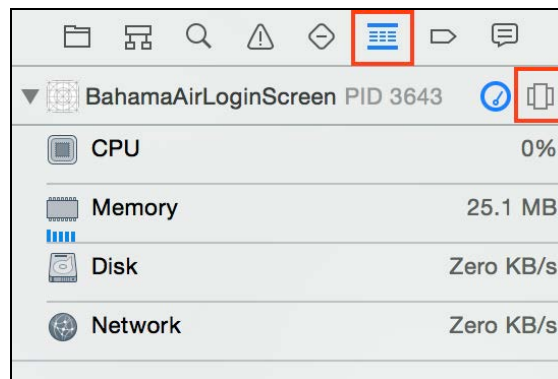 BahamaAirLoginScreen PID 3643
CPU 0%
Memory 25.1 MB
Disk Zero KB/s
Network Zero KB/s